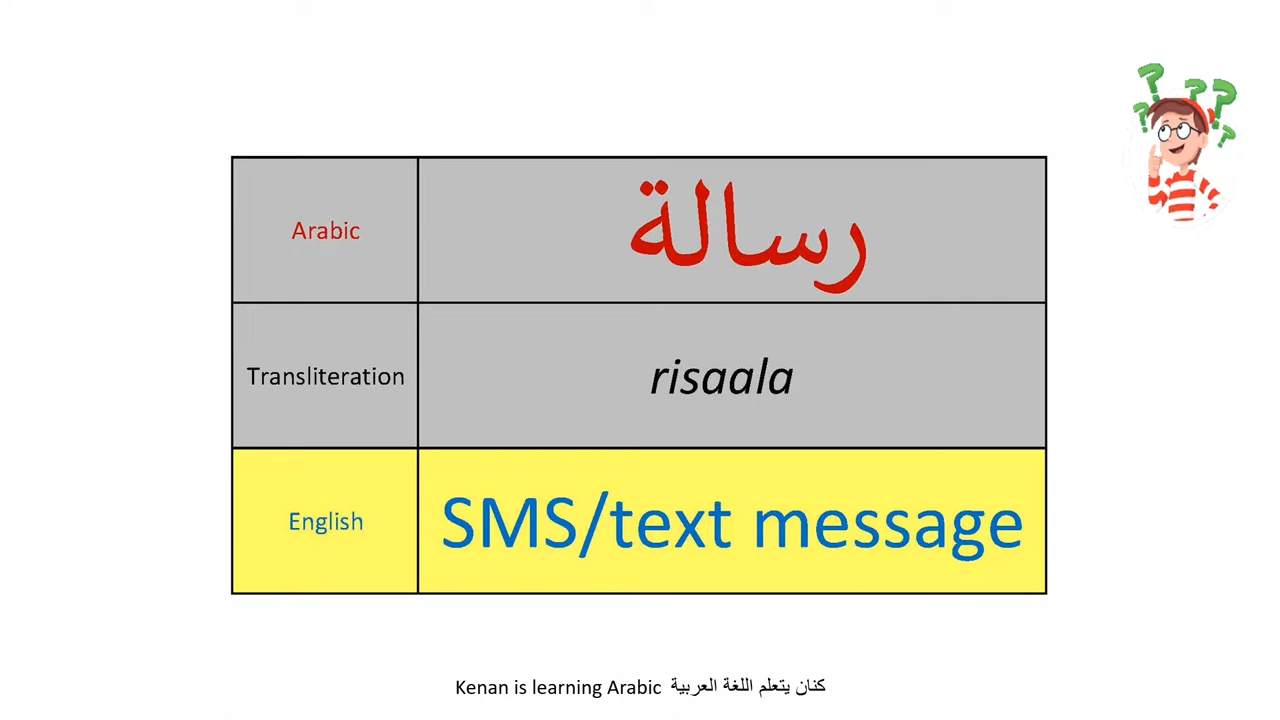 Arabic رسالة
Transliteration risaala
English SMS/text message
Kenan is learning Arabic كنان يتعلم اللغة العربية